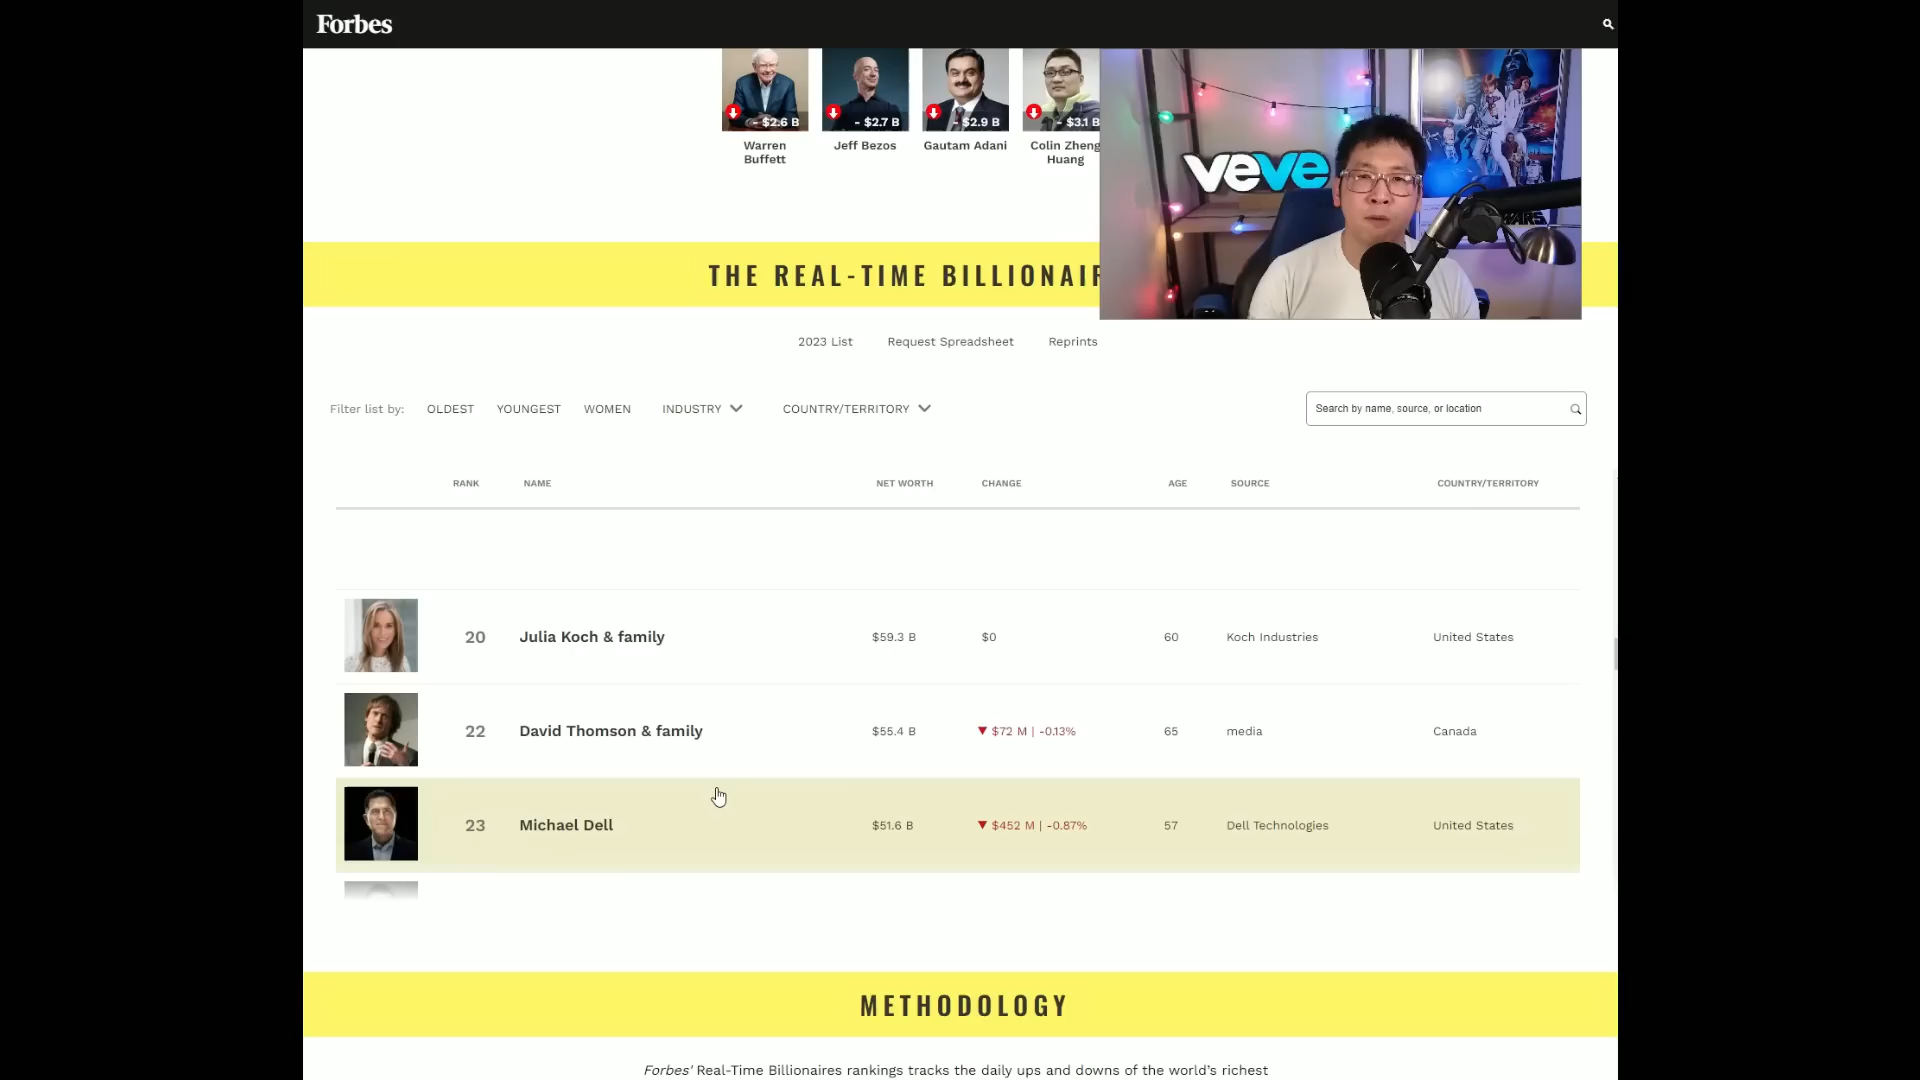 Forbes
- $2.6 B
- $2.7 B
- $2.9 B
- $3.1 B
Warren
Buffett
Jeff Bezos
Gautam Adani
Colin Zheng
Huang
veve
WARS
THE REAL-TIME BILLIONAIR
2023 List
Request Spreadsheet
Reprints
Filter list by:
OLDEST
YOUNGEST
WOMEN
INDUSTRY
COUNTRY/TERRITORY
Search by name, source, or location
RANK NAME NET WORTH CHANGE AGE SOURCE COUNTRY/TERRITORY
20 Julia Koch & family $59.3 B $0 60 Koch Industries United States
22 David Thomson & family $55.4 B ▼ $72 M | -0.13% 65 media Canada
23 Michael Dell $51.6 B ▼ $452 M | -0.87% 57 Dell Technologies United States
METHODOLOGY
Forbes' Real-Time Billionaires rankings tracks the daily ups and downs of the world's richest